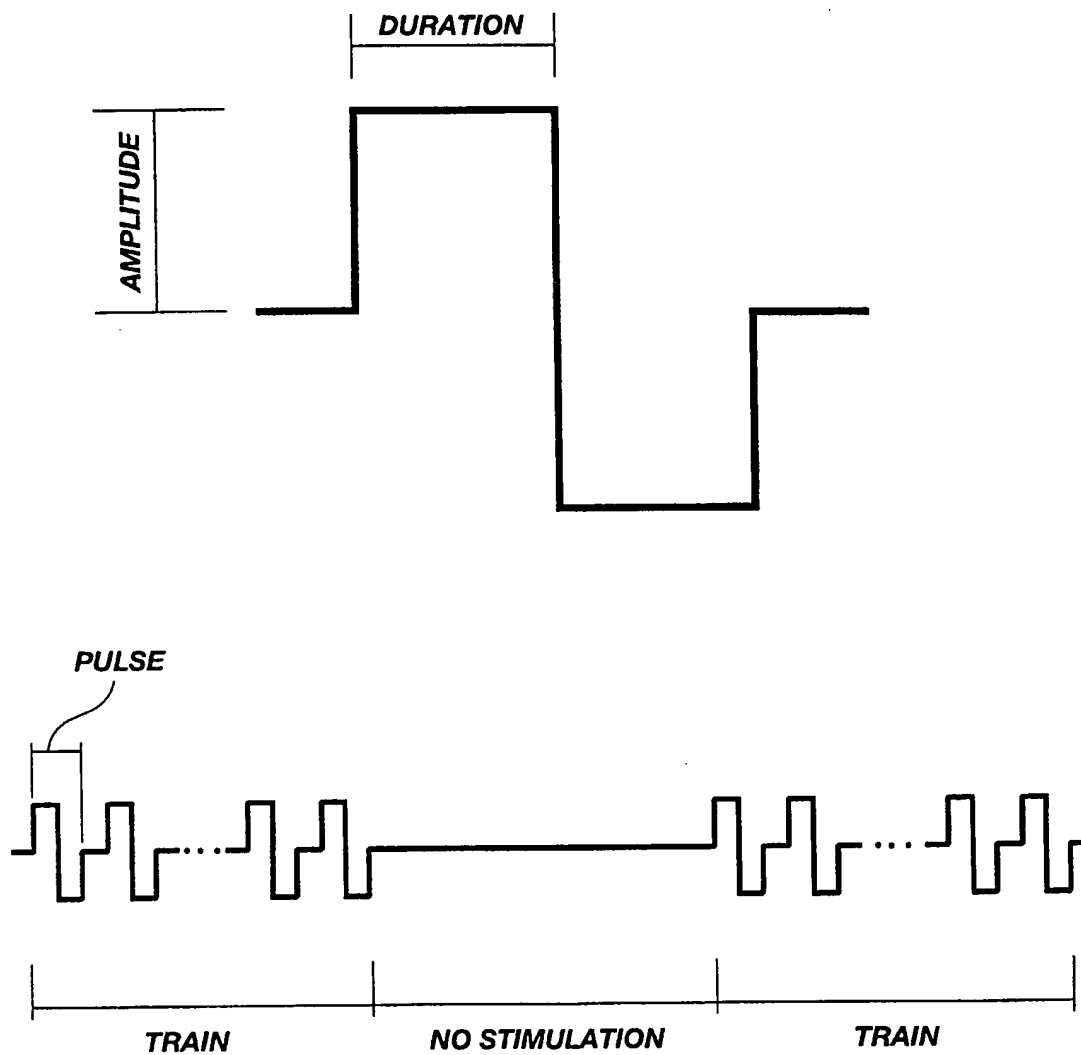 DURATION
AMPLITUDE
PULSE
TRAIN
NO STIMULATION
TRAIN